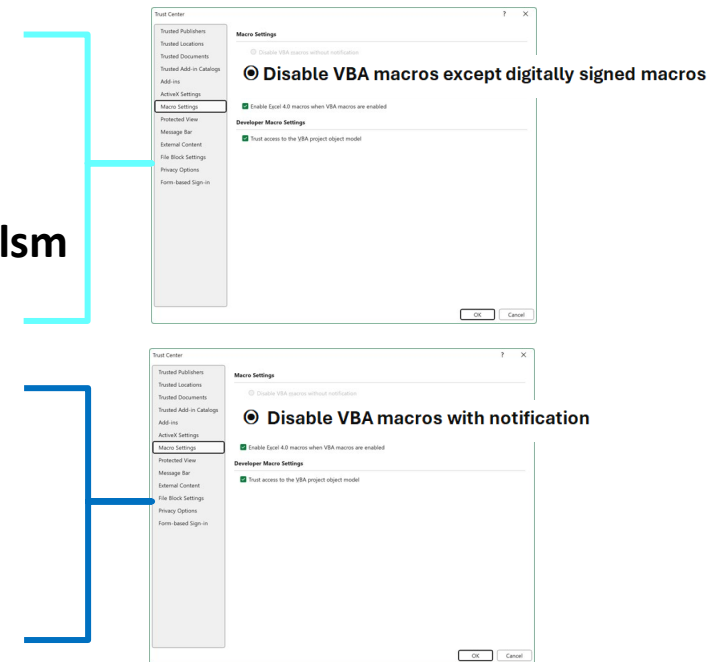 Trust Center ? ×
Trusted Publishers
Trusted Locations
Trusted Documents
Trusted Add-in Catalogs
Add-ins
ActiveX Settings
Macro Settings
Protected View
Message Bar
External Content
File Block Settings
Privacy Options
Form-based Sign-in
Macro Settings
Disable VBA macros without notification
Disable VBA macros except digitally signed macros
Enable Excel 4.0 macros when VBA macros are enabled
Developer Macro Settings
Trust access to the VBA project object model
lsm
OK Cancel
Trust Center ? ×
Trusted Publishers
Trusted Locations
Trusted Documents
Trusted Add-in Catalogs
Add-ins
ActiveX Settings
Macro Settings
Protected View
Message Bar
External Content
File Block Settings
Privacy Options
Form-based Sign-in
Macro Settings
Disable VBA macros without notification
Disable VBA macros with notification
Enable Excel 4.0 macros when VBA macros are enabled
Developer Macro Settings
Trust access to the VBA project object model
OK Cancel